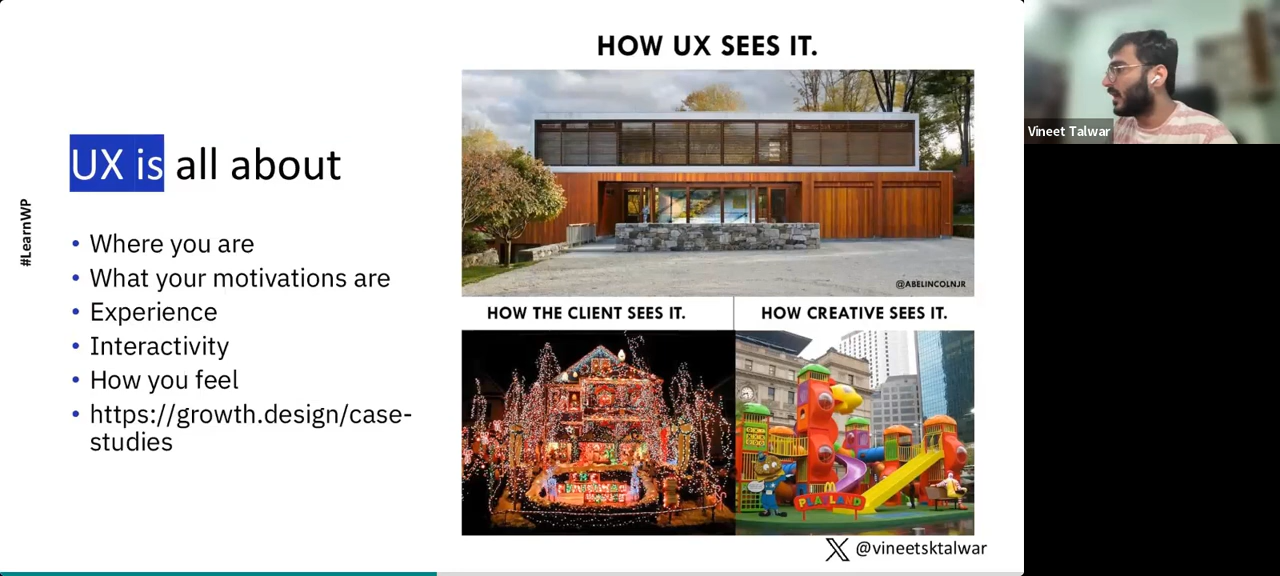 #LearnWP
UX is all about
• Where you are
• What your motivations are
• Experience
• Interactivity
• How you feel
• https://growth.design/case-
studies
HOW UX SEES IT.
@ABELINCOLNJR
HOW THE CLIENT SEES IT.
HOW CREATIVE SEES IT.
PLAYLAND
@vineetsktalwar
Vineet Talwar